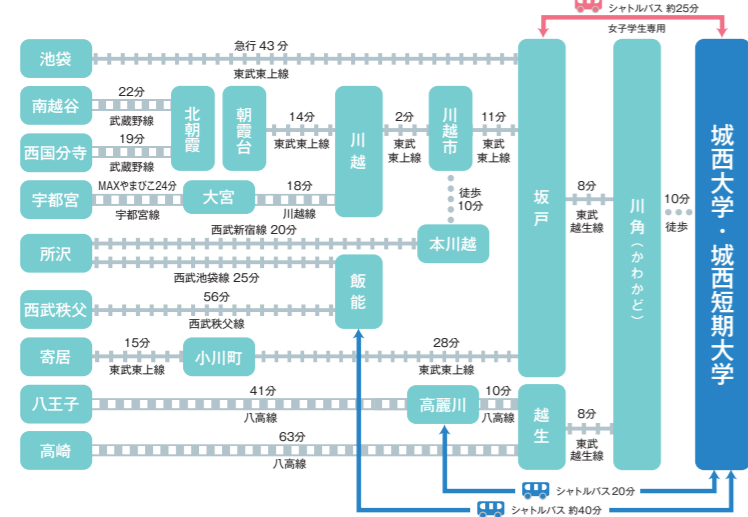 シャトルバス 約25分
女子学生専用
池袋
急行 43 分
東武東上線
南越谷
22分
武蔵野線
西国分寺
19分
武蔵野線
北朝霞
朝霞台
14分
東武東上線
川越
2分
東武
東上線
川越市
11分
東武
東上線
宇都宮
MAXやまびこ24分
宇都宮線
大宮
18分
川越線
徒歩
10分
所沢
西武新宿線 20分
本川越
西武池袋線 25分
飯能
西武秩父
56分
西武秩父線
寄居
15分
東武東上線
小川町
28分
東武東上線
坂戸
8分
東武
越生線
川角(かわかど)
10分
徒歩
城西大学・城西短期大学
八王子
41分
八高線
高麗川
10分
八高線
越生
8分
東武
越生線
高崎
63分
八高線
シャトルバス20分
シャトルバス 約40分